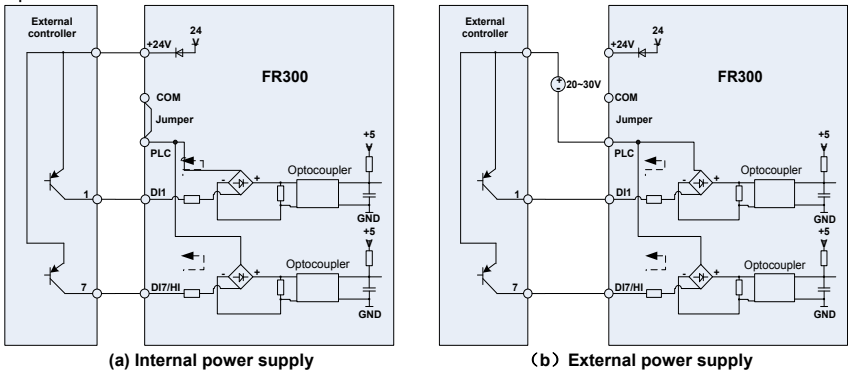 External
controller
+24V
24
V
FR300
COM
Jumper
PLC
+5
1
DI1
-
+
Optocoupler
GND
+5
7
DI7/HI
-
+
Optocoupler
GND
(a) Internal power supply
External
controller
+24V
24
V
FR300
20~30V
+
-
COM
Jumper
PLC
+5
1
DI1
-
+
Optocoupler
GND
+5
7
DI7/HI
-
+
Optocoupler
GND
（b）External power supply